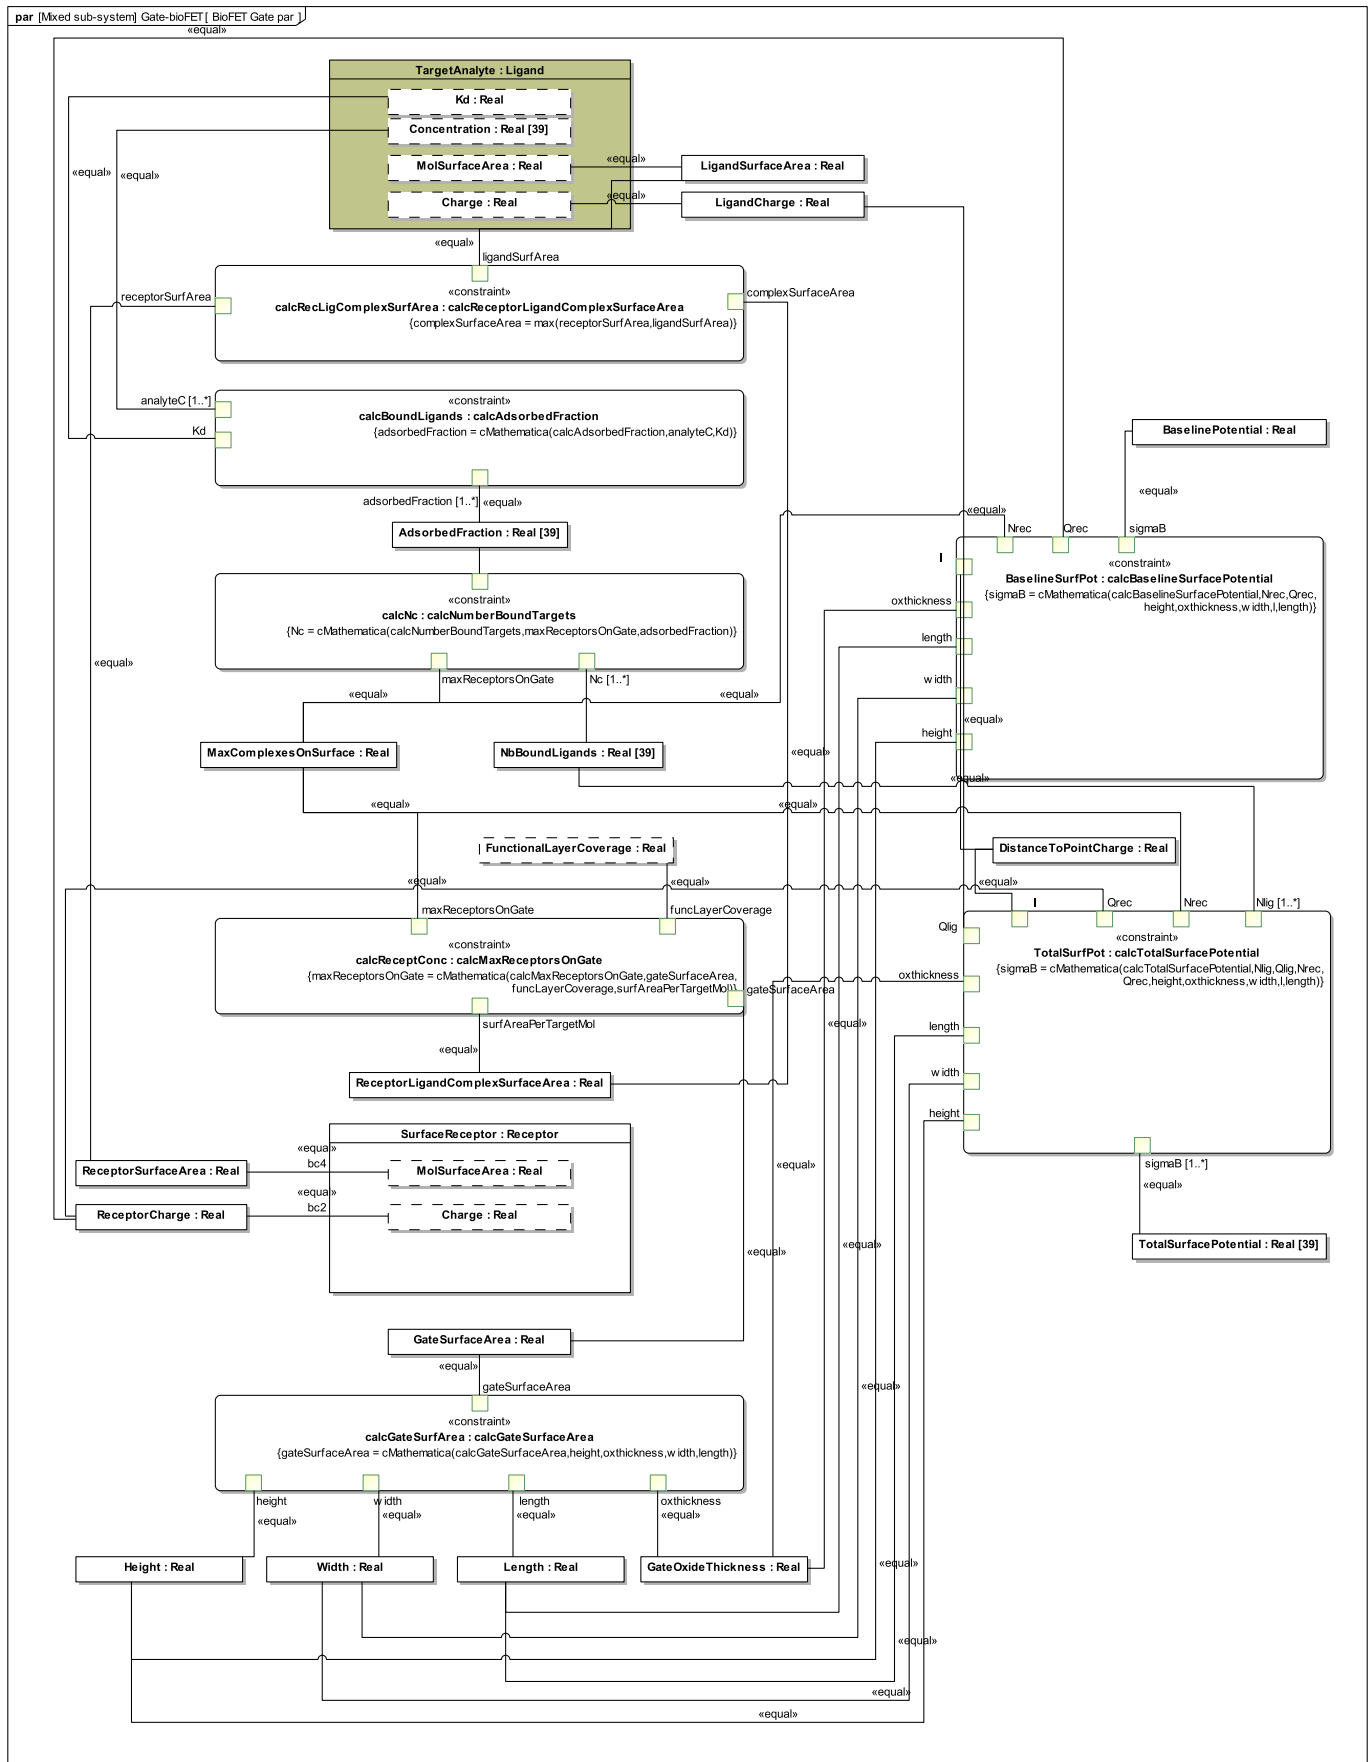 par [Mixed sub-system] Gate-bioFET [ BioFET Gate par ]
«equal»
TargetAnalyte : Ligand
Kd : Real
Concentration : Real [39]
MolSurfaceArea : Real
«equal»
LigandSurfaceArea : Real
«equal»
«equal»
Charge : Real
«equal»
LigandCharge : Real
«equal»
ligandSurfArea
receptorSurfArea
«constraint»
complexSurfaceArea
calcRecLigComplexSurfArea : calcReceptorLigandComplexSurfaceArea
{complexSurfaceArea = max(receptorSurfArea,ligandSurfArea)}
analyteC [1..*]
«constraint»
calcBoundLigands : calcAdsorbedFraction
Kd
{adsorbedFraction = cMathematica(calcAdsorbedFraction,analyteC,Kd)}
BaselinePotential : Real
«equal»
adsorbedFraction [1..*]
«equal»
«equal»
AdsorbedFraction : Real [39]
Nrec
Qrec
sigmaB
l
«constraint»
BaselineSurfPot : calcBaselineSurfacePotential
{sigmaB = cMathematica(calcBaselineSurfacePotential,Nrec,Qrec,
height,oxthickness,width,l,length)}
«constraint»
oxthickness
calcNc : calcNumberBoundTargets
{Nc = cMathematica(calcNumberBoundTargets,maxReceptorsOnGate,adsorbedFraction)}
length
«equal»
maxReceptorsOnGate
Nc [1..*]
width
«equal»
«equal»
«equal»
height
MaxComplexesOnSurface : Real
NbBoundLigands : Real [39]
«equal»
«equal»
«equal»
«equal»
FunctionalLayerCoverage : Real
DistanceToPointCharge : Real
«equal»
«equal»
«equal»
maxReceptorsOnGate
funcLayerCoverage
l
Qrec
Nrec
Nlig [1..*]
Qlig
«constraint»
«constraint»
calcReceptConc : calcMaxReceptorsOnGate
TotalSurfPot : calcTotalSurfacePotential
{maxReceptorsOnGate = cMathematica(calcMaxReceptorsOnGate,gateSurfaceArea,
funcLayerCoverage,surfAreaPerTargetMol)}
oxthickness
{sigmaB = cMathematica(calcTotalSurfacePotential,Nlig,Qlig,Nrec,
Qrec,height,oxthickness,width,l,length)}
gateSurfaceArea
surfAreaPerTargetMol
«equal»
length
«equal»
width
ReceptorLigandComplexSurfaceArea : Real
height
SurfaceReceptor : Receptor
«equal»
bc4
ReceptorSurfaceArea : Real
MolSurfaceArea : Real
«equal»
sigmaB [1..*]
«equal»
«equal»
bc2
ReceptorCharge : Real
Charge : Real
«equal»
«equal»
TotalSurfacePotential : Real [39]
GateSurfaceArea : Real
«equal»
gateSurfaceArea
«equal»
«constraint»
calcGateSurfArea : calcGateSurfaceArea
{gateSurfaceArea = cMathematica(calcGateSurfaceArea,height,oxthickness,width,length)}
height
width
length
oxthickness
«equal»
«equal»
«equal»
«equal»
Height : Real
Width : Real
Length : Real
GateOxideThickness : Real
«equal»
«equal»
«equal»
«equal»